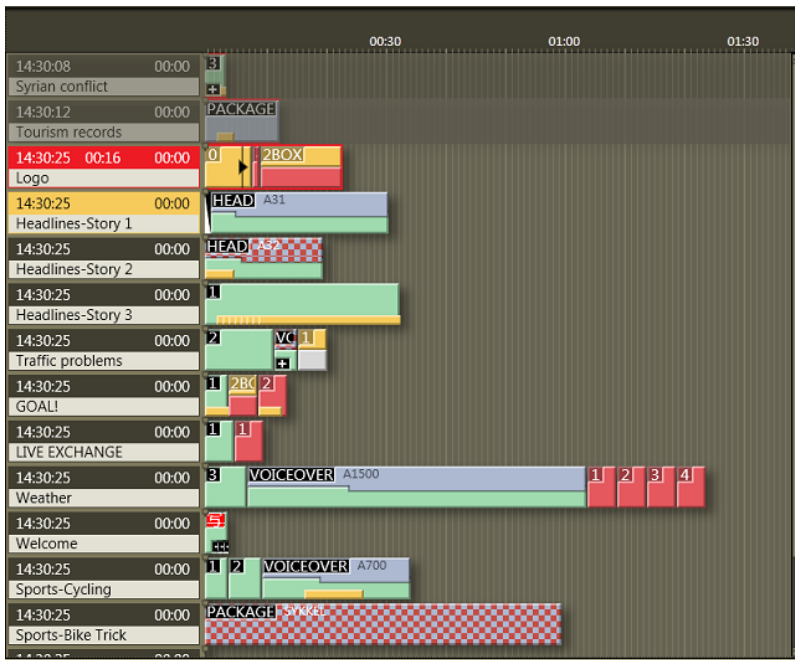 00:30 01:00 01:30
14:30:08 00:00 3
Syrian conflict +
14:30:12 00:00 PACKAGE
Tourism records
14:30:25 00:16 00:00 0 2BOX
Logo
14:30:25 00:00 HEAD A31
Headlines-Story 1
14:30:25 00:00 HEAD A32
Headlines-Story 2
14:30:25 00:00 1
Headlines-Story 3
14:30:25 00:00 2 VO 1
Traffic problems +
14:30:25 00:00 1 2BO 2
GOAL!
14:30:25 00:00 1 1
LIVE EXCHANGE
14:30:25 00:00 3 VOICEOVER A1500 1 2 3 4
Weather
14:30:25 00:00 5
Welcome
14:30:25 00:00 1 2 VOICEOVER A700
Sports-Cycling
14:30:25 00:00 PACKAGE SYKKEL
Sports-Bike Trick